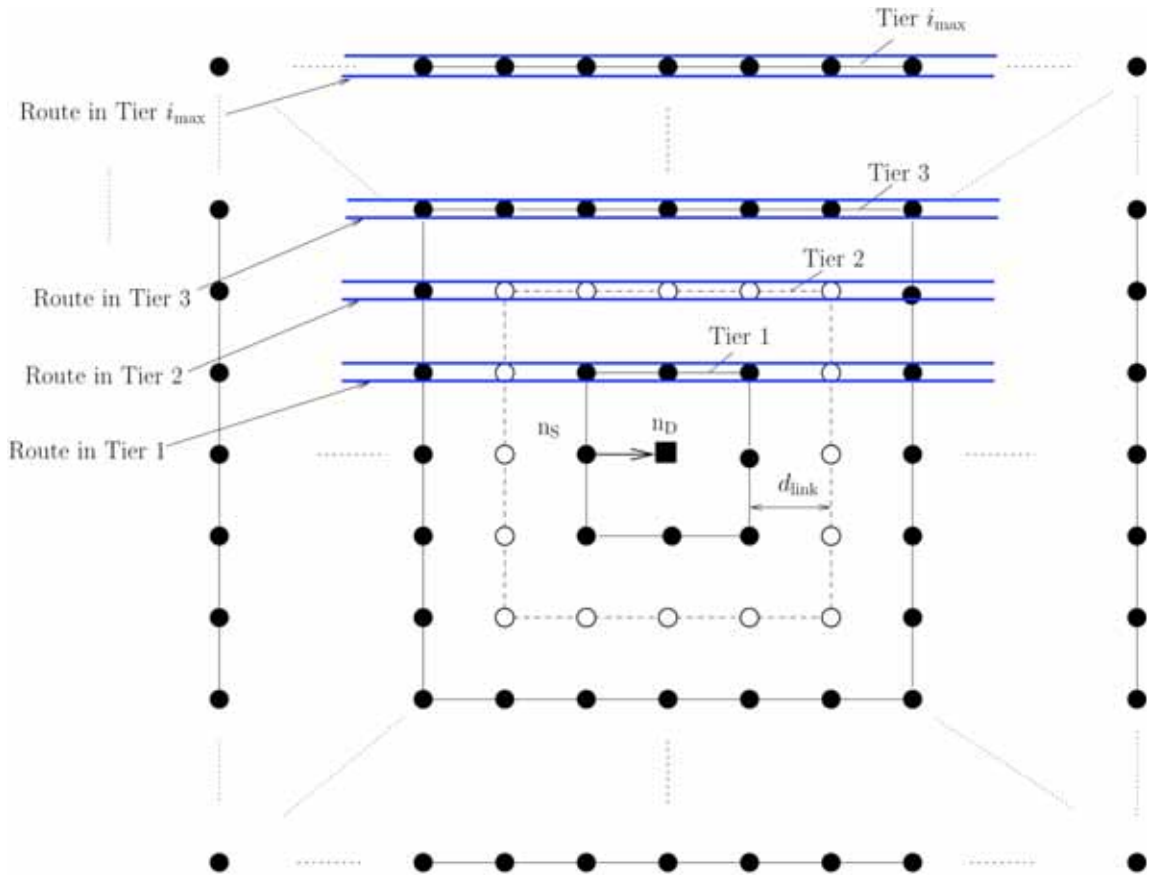 Tier i_max
Route in Tier i_max
Tier 3
Tier 2
Route in Tier 3
Tier 1
Route in Tier 2
n_S
n_D
Route in Tier 1
d_link